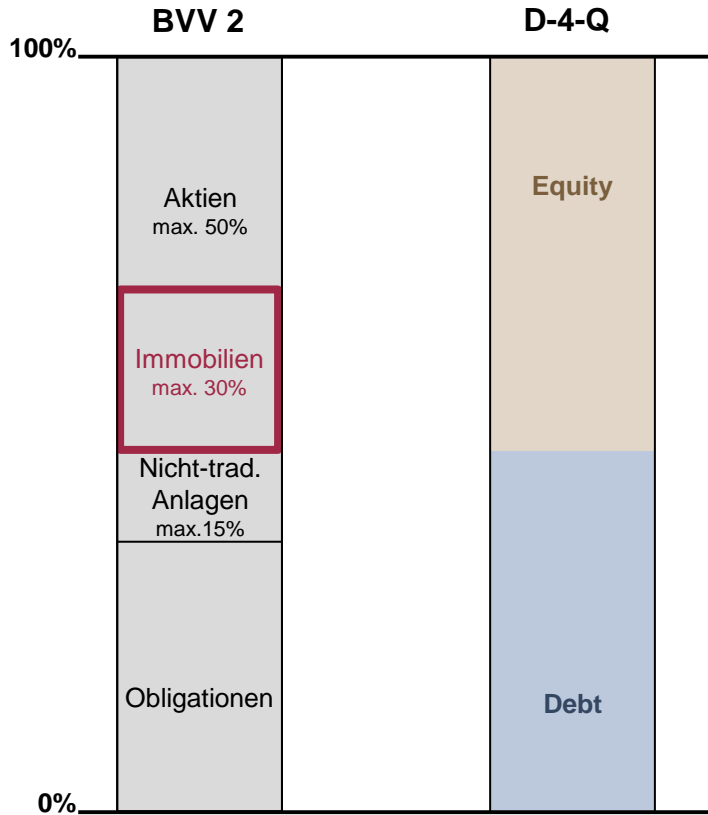 BVV 2
D-4-Q
100%
Aktien
max. 50%
Equity
Immobilien
max. 30%
Nicht-trad.
Anlagen
max.15%
Obligationen
Debt
0%